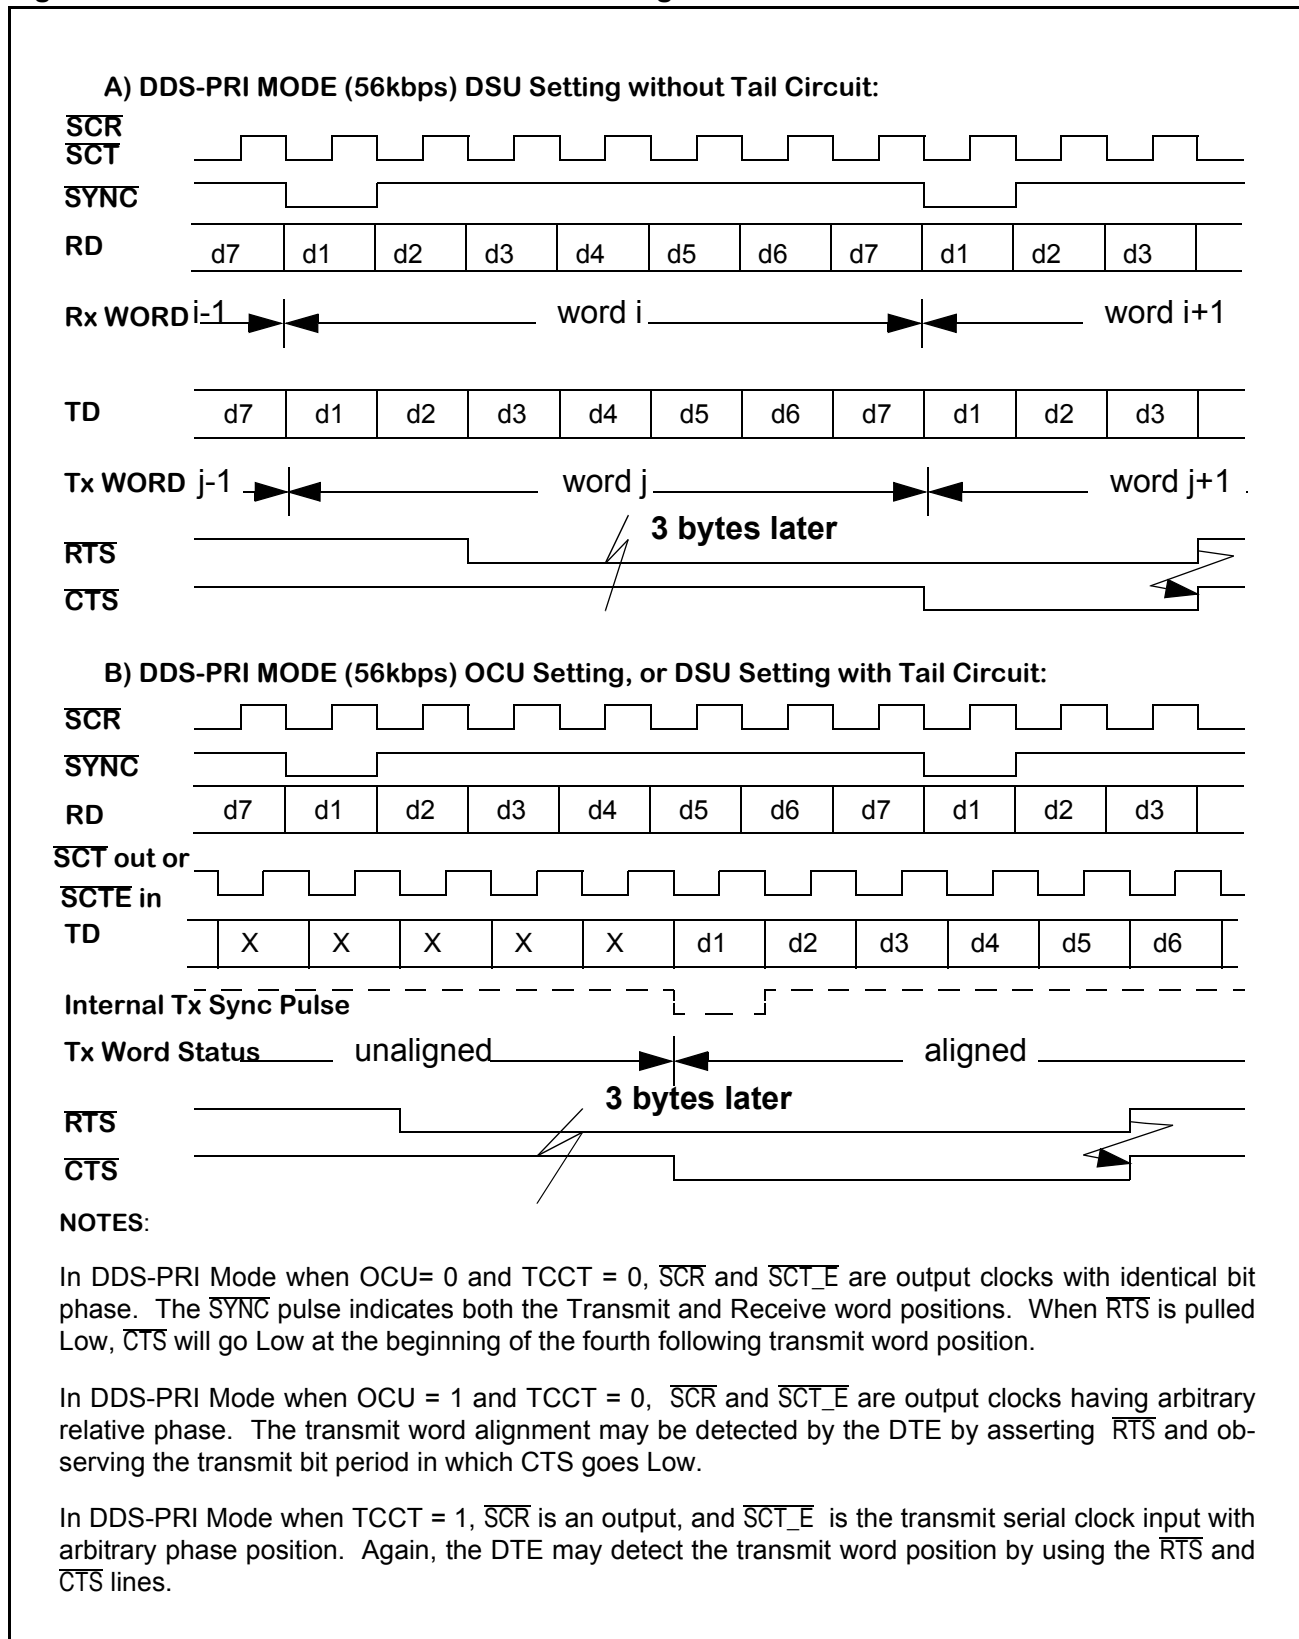 A) DDS-PRI MODE (56kbps) DSU Setting without Tail Circuit:
SCR
SCT
SYNC
RD d7 d1 d2 d3 d4 d5 d6 d7 d1 d2 d3
Rx WORD i-1 word i word i+1
TD d7 d1 d2 d3 d4 d5 d6 d7 d1 d2 d3
Tx WORD j-1 word j word j+1
3 bytes later
RTS
CTS
B) DDS-PRI MODE (56kbps) OCU Setting, or DSU Setting with Tail Circuit:
SCR
SYNC
RD d7 d1 d2 d3 d4 d5 d6 d7 d1 d2 d3
SCT out or
SCTE in
TD X X X X X d1 d2 d3 d4 d5 d6
Internal Tx Sync Pulse
Tx Word Status unaligned aligned
3 bytes later
RTS
CTS
NOTES:
In DDS-PRI Mode when OCU= 0 and TCCT = 0, SCR and SCT_E are output clocks with identical bit
phase. The SYNC pulse indicates both the Transmit and Receive word positions. When RTS is pulled
Low, CTS will go Low at the beginning of the fourth following transmit word position.
In DDS-PRI Mode when OCU = 1 and TCCT = 0, SCR and SCT_E are output clocks having arbitrary
relative phase. The transmit word alignment may be detected by the DTE by asserting RTS and ob-
serving the transmit bit period in which CTS goes Low.
In DDS-PRI Mode when TCCT = 1, SCR is an output, and SCT_E is the transmit serial clock input with
arbitrary phase position. Again, the DTE may detect the transmit word position by using the RTS and
CTS lines.